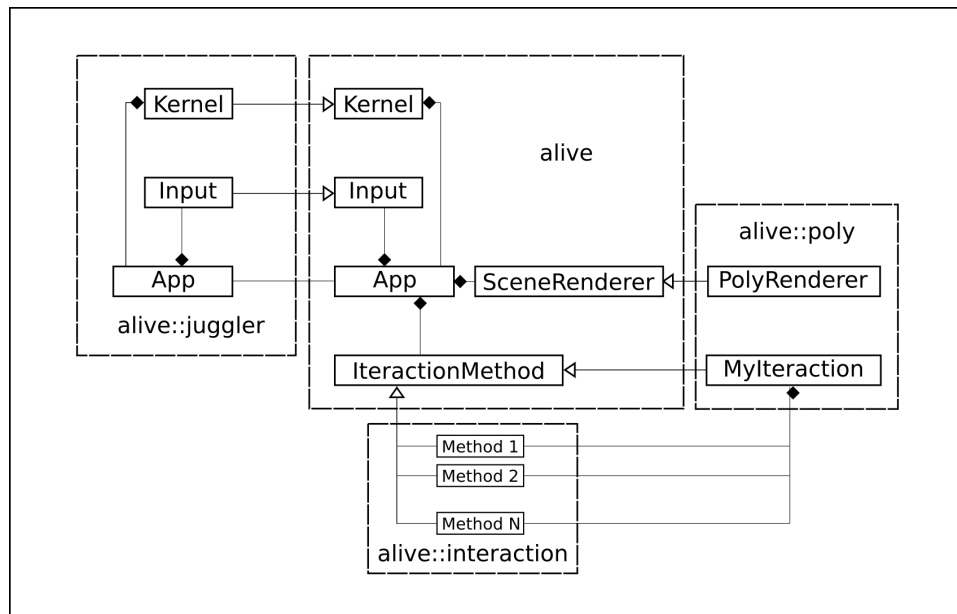 Kernel
Kernel
alive
Input
Input
alive::poly
App
App
SceneRenderer
PolyRenderer
alive::juggler
IteractionMethod
MyIteraction
Method 1
Method 2
Method N
alive::interaction